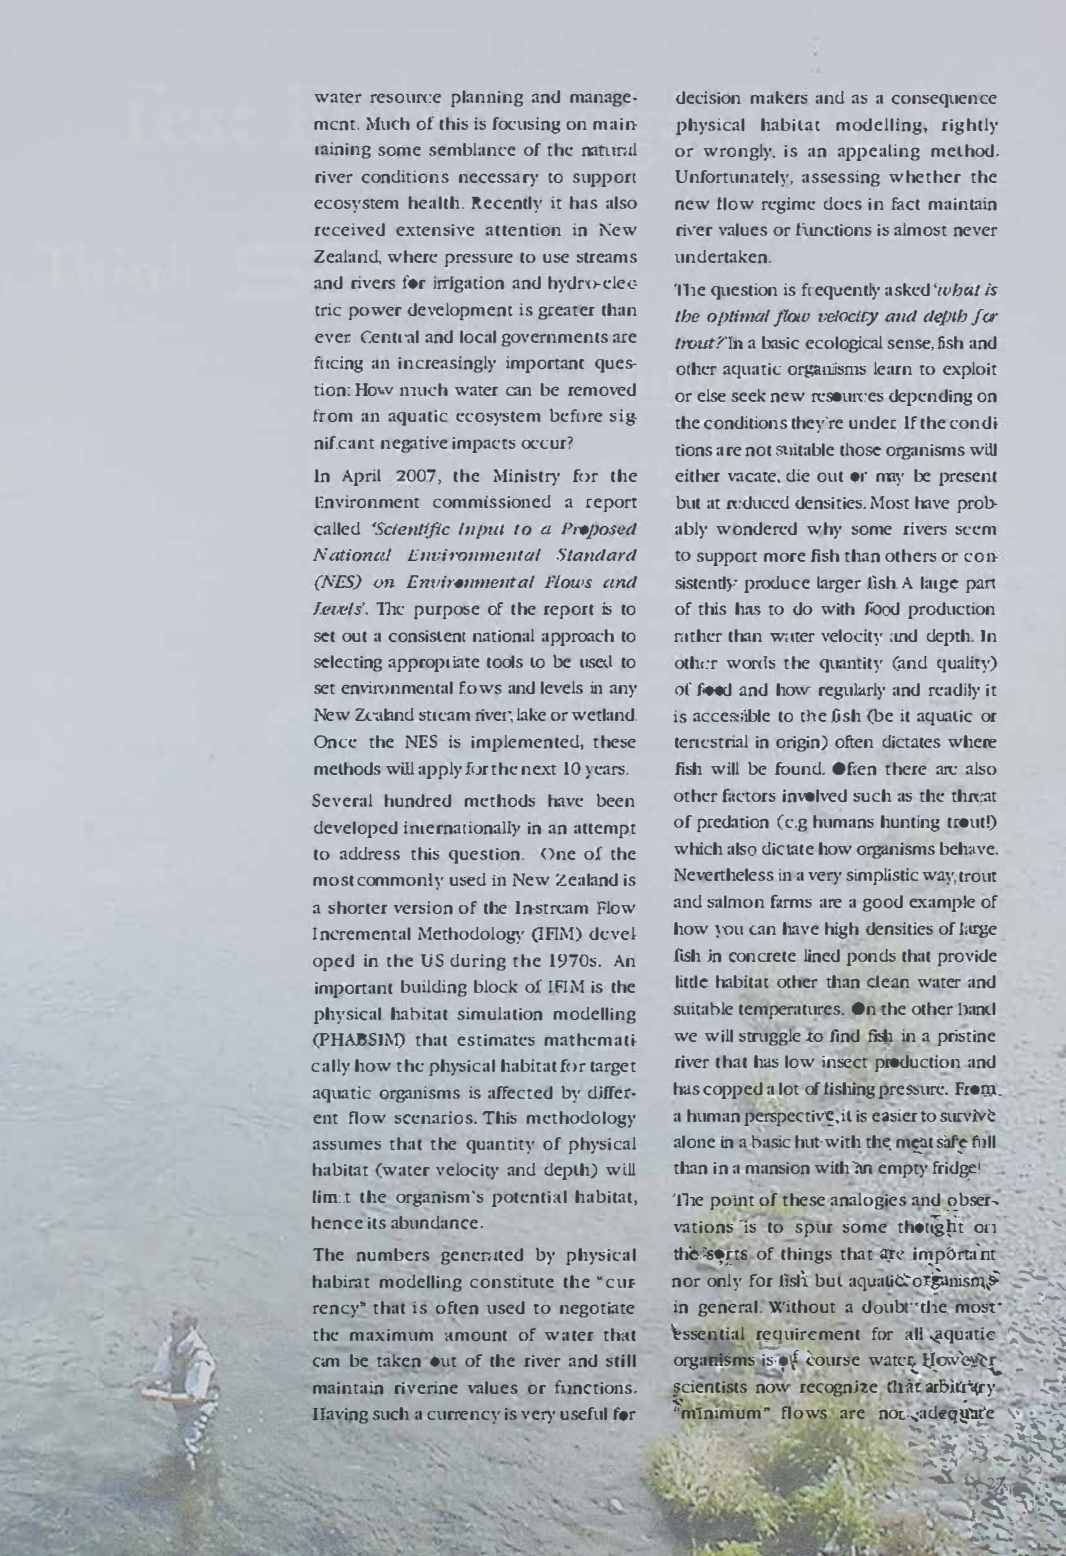 water resource planning and manage-
ment. Much of this is focusing on main-
taining some semblance of the natural
river conditions necessary to support
ecosystem health. Recently it has also
received extensive attention in New
Zealand, where pressure to use streams
and rivers for irrigation and hydro-elec-
tric power development is greater than
ever. Central and local governments are
facing an increasingly important ques-
tion: How much water can be removed
from an aquatic ecosystem before sig-
nificant negative impacts occur?
In April 2007, the Ministry for the
Environment commissioned a report
called ‘Scientific Input to a Proposed
National Environmental Standard
(NES) on Environmental Flows and
Levels’. The purpose of the report is to
set out a consistent national approach to
selecting appropriate tools to be used to
set environmental flows and levels in any
New Zealand stream river, lake or wetland.
Once the NES is implemented, these
methods will apply for the next 10 years.
Several hundred methods have been
developed internationally in an attempt
to address this question. One of the
most commonly used in New Zealand is
a shorter version of the In-stream Flow
Incremental Methodology (IFIM) devel-
oped in the US during the 1970s. An
important building block of IFIM is the
physical habitat simulation modelling
(PHABSIM) that estimates mathemati-
cally how the physical habitat for target
aquatic organisms is affected by differ-
ent flow scenarios. This methodology
assumes that the quantity of physical
habitat (water velocity and depth) will
limit the organism's potential habitat,
hence its abundance.
The numbers generated by physical
habitat modelling constitute the “cur-
rency” that is often used to negotiate
the maximum amount of water that
can be taken out of the river and still
maintain riverine values or functions.
Having such a currency is very useful for
decision makers and as a consequence
physical habitat modelling, rightly
or wrongly, is an appealing method.
Unfortunately, assessing whether the
new flow regime does in fact maintain
river values or functions is almost never
undertaken.
The question is frequently asked ‘what is
the optimal flow velocity and depth for
trout?’ In a basic ecological sense, fish and
other aquatic organisms learn to exploit
or else seek new resources depending on
the conditions they're under. If the condi-
tions are not suitable those organisms will
either vacate, die out or may be present
but at reduced densities. Most have prob-
ably wondered why some rivers seem
to support more fish than others or con-
sistently produce larger fish. A large part
of this has to do with food production
rather than water velocity and depth. In
other words the quantity (and quality)
of food and how regularly and readily it
is accessible to the fish (be it aquatic or
terrestrial in origin) often dictates where
fish will be found. Often there are also
other factors involved such as the threat
of predation (e.g humans hunting trout!)
which also dictate how organisms behave.
Nevertheless in a very simplistic way, trout
and salmon farms are a good example of
how you can have high densities of large
fish in concrete lined ponds that provide
little habitat other than clean water and
suitable temperatures. On the other hand
we will struggle to find fish in a pristine
river that has low insect production and
has copped a lot of fishing pressure. From
a human perspective, it is easier to survive
alone in a basic hut with the meat safe full
than in a mansion with an empty fridge!
The point of these analogies and obser-
vations is to spur some thought on
the sorts of things that are important
nor only for fish but aquatic organisms
in general. Without a doubt the most
essential requirement for all aquatic
organisms is of course water. However
scientists now recognize that arbitrary
“minimum” flows are not adequate
27